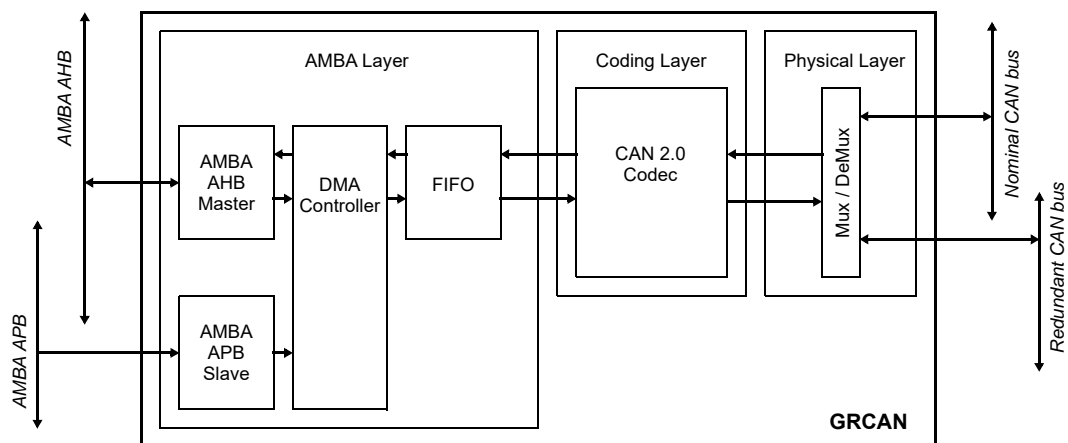 AMBA AHB
AMBA APB
AMBA Layer
AMBA
AHB
Master
DMA
Controller
FIFO
AMBA
APB
Slave
Coding Layer
CAN 2.0
Codec
Physical Layer
Mux / DeMux
Nominal CAN bus
Redundant CAN bus
GRCAN